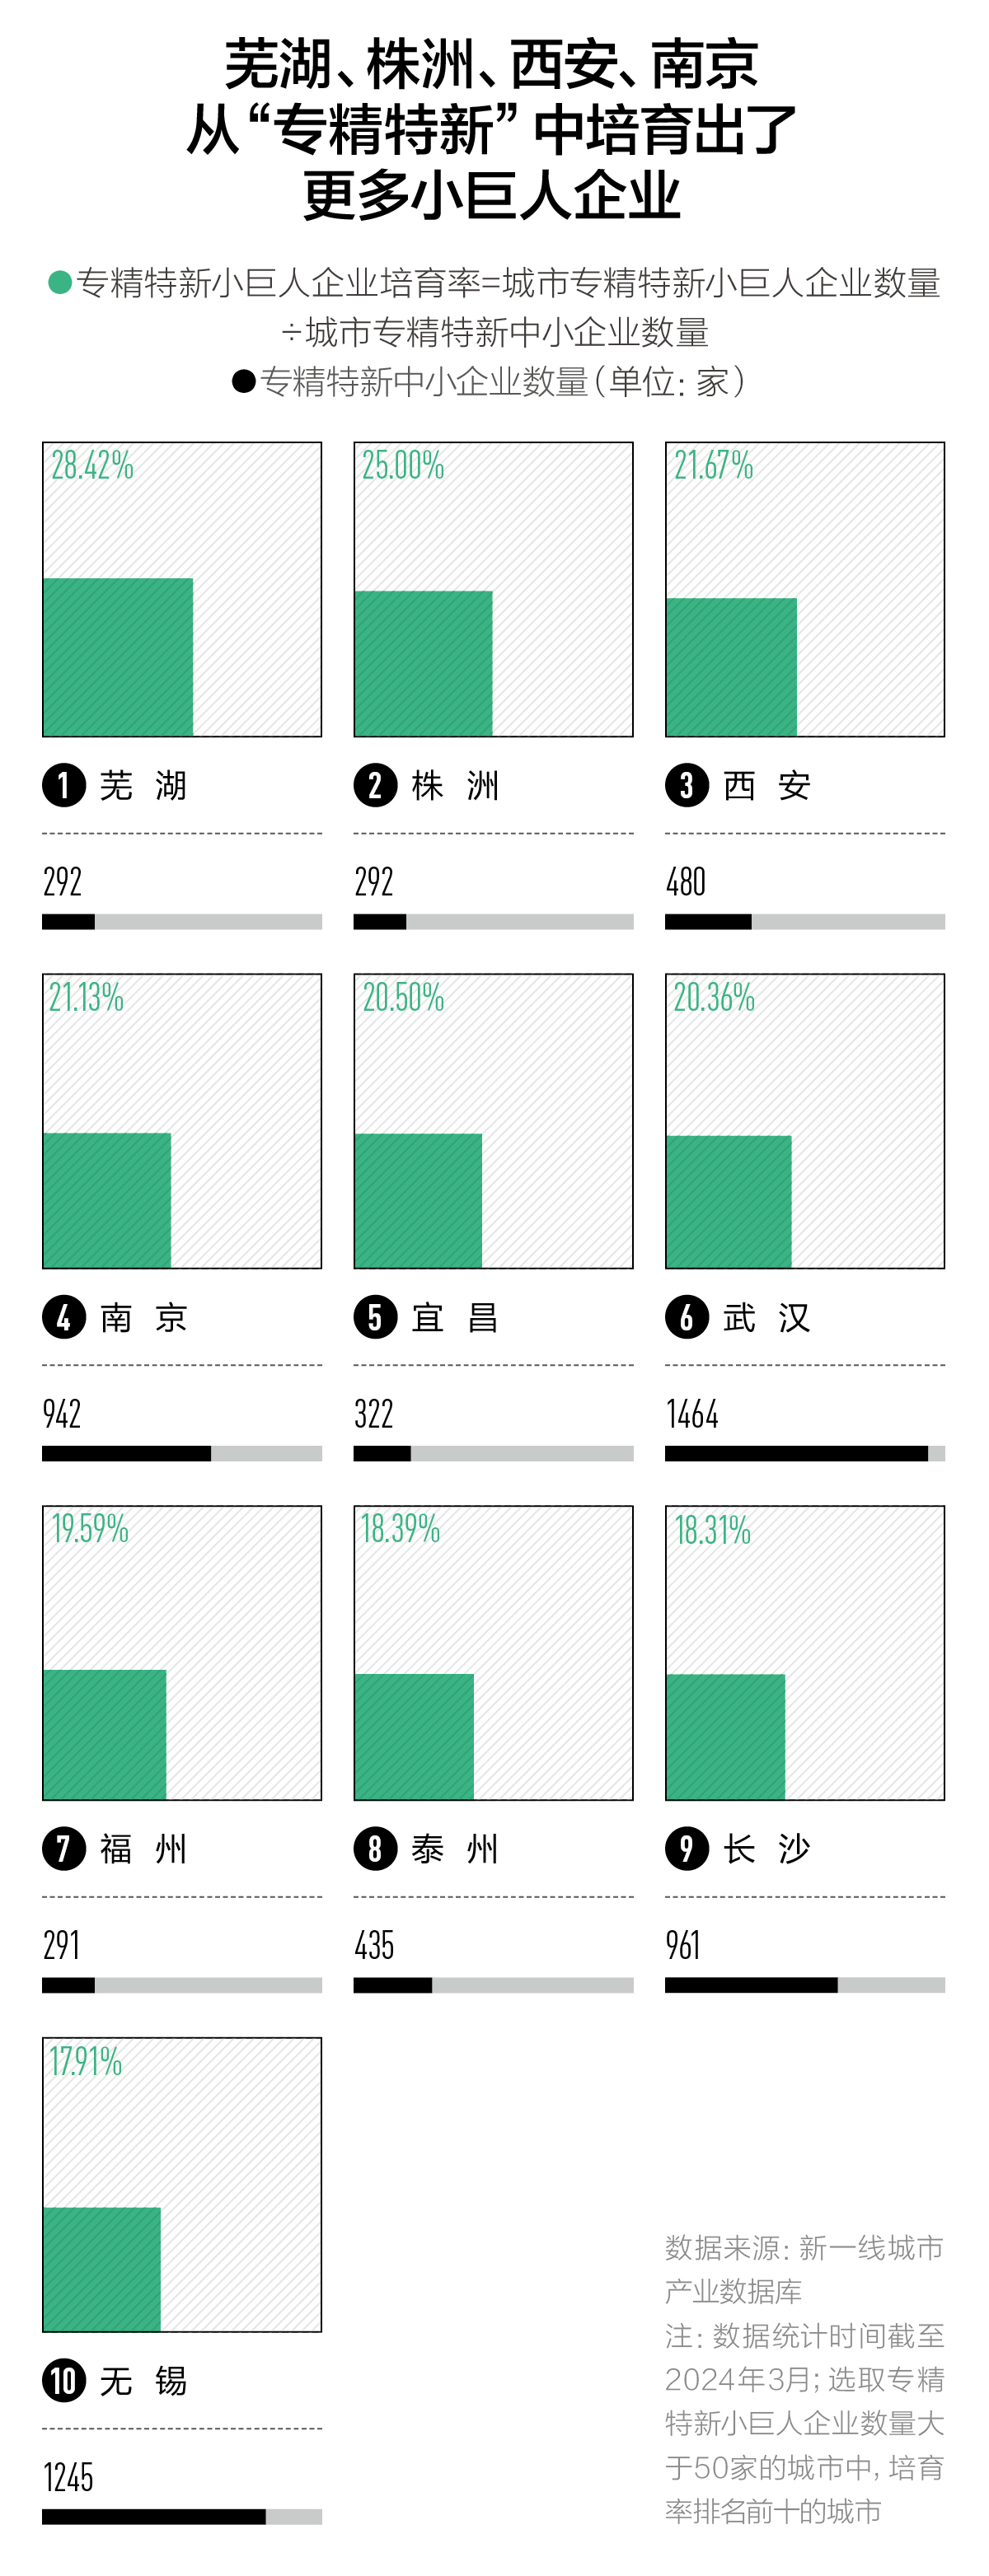 芜湖、株洲、西安、南京
从“专精特新”中培育出了
更多小巨人企业
●专精特新小巨人企业培育率=城市专精特新小巨人企业数量
÷城市专精特新中小企业数量
●专精特新中小企业数量(单位:家)
28.42%
25.00%
21.67%
1 芜湖
2 株洲
3 西安
292
292
480
21.13%
20.50%
20.36%
4 南京
5 宜昌
6 武汉
942
322
1464
19.59%
18.39%
18.31%
7 福州
8 泰州
9 长沙
291
435
961
17.91%
10 无锡
1245
数据来源:新一线城市
产业数据库
注:数据统计时间截至
2024年3月;选取专精
特新小巨人企业数量大
于50家的城市中,培育
率排名前十的城市